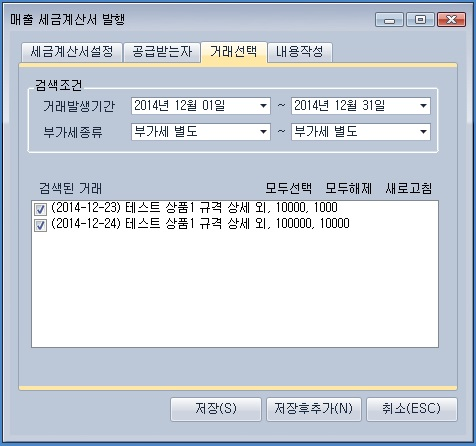 매출 세금계산서 발행
세금계산서설정 공급받는자 거래선택 내용작성
검색조건
거래발생기간 2014년 12월 01일 ~ 2014년 12월 31일
부가세종류 부가세 별도 ~ 부가세 별도
검색된 거래 모두선택 모두해제 새로고침
(2014-12-23) 테스트 상품1 규격 상세 외, 10000, 1000
(2014-12-24) 테스트 상품1 규격 상세 외, 100000, 10000
저장(S) 저장후추가(N) 취소(ESC)